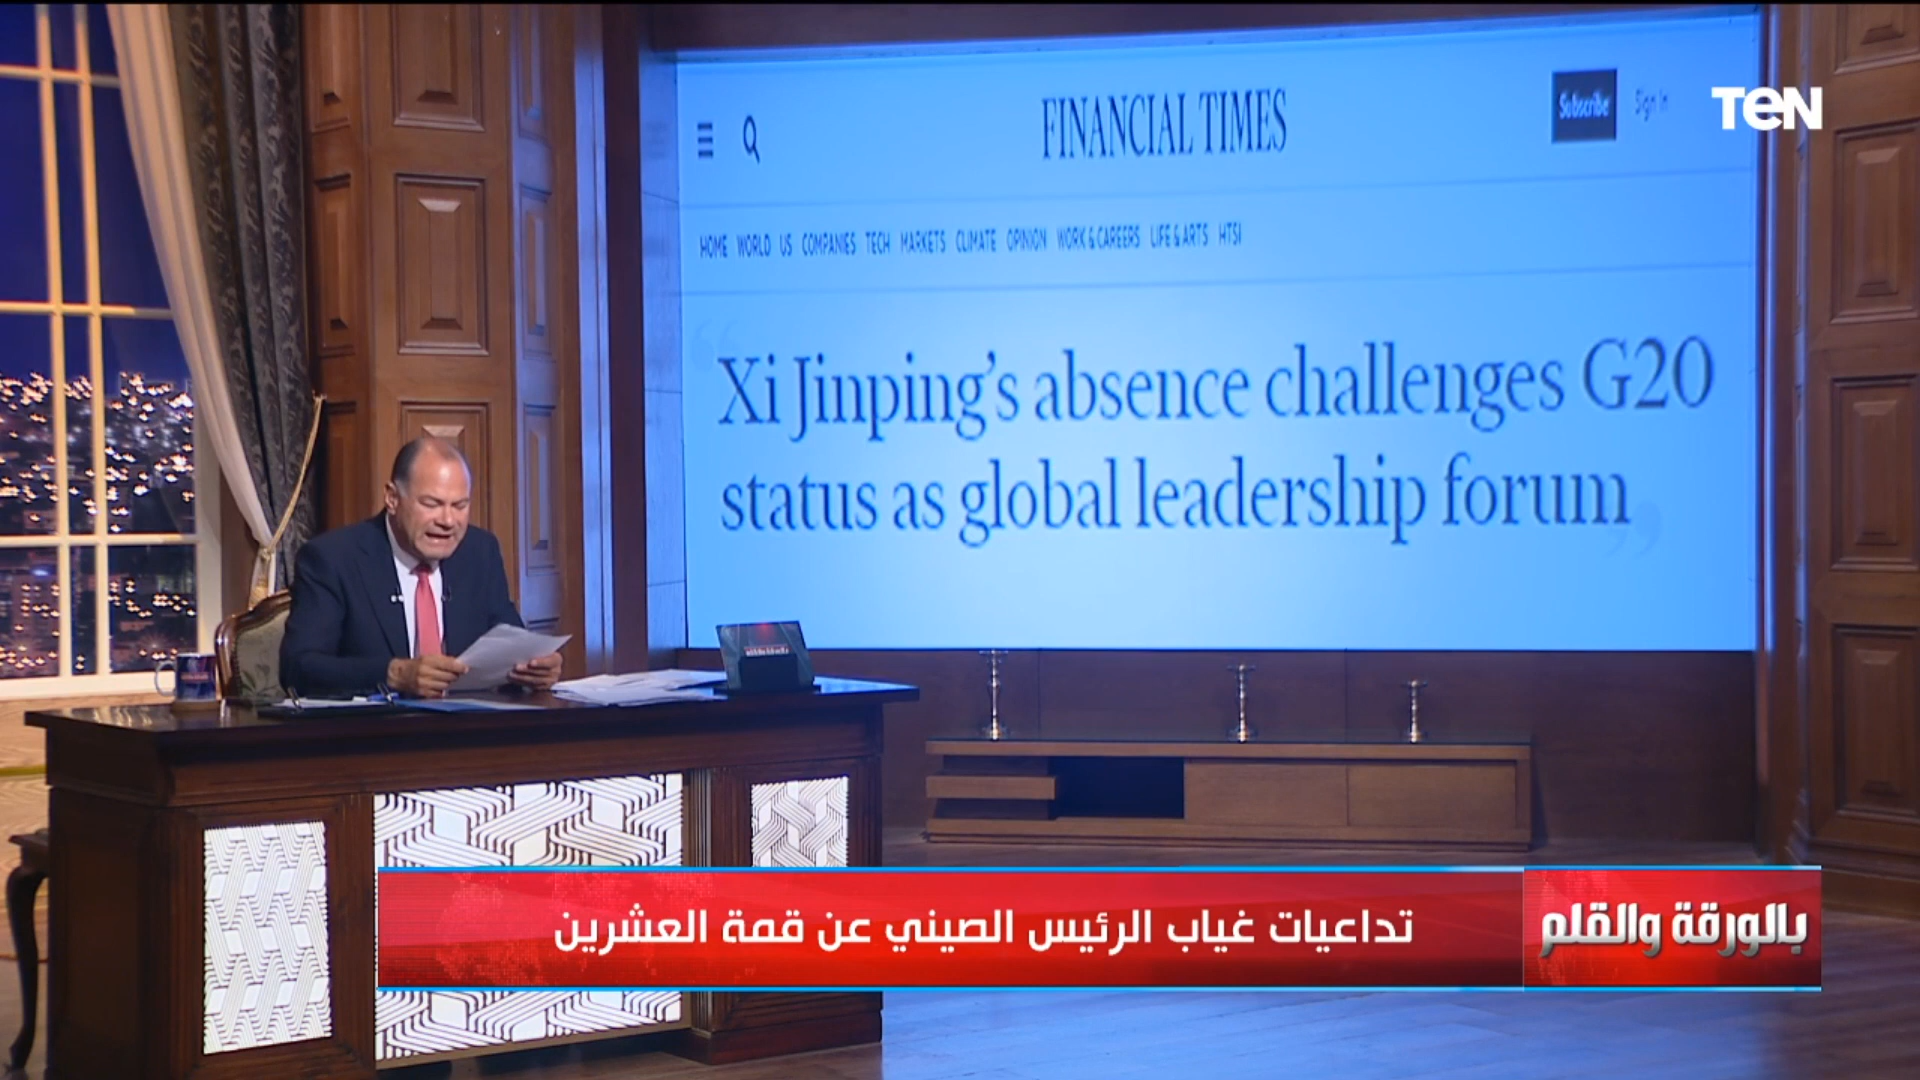 FINANCIAL TIMES
Subscribe
Sign In
TeN
HOME WORLD US COMPANIES TECH MARKETS CLIMATE OPINION WORK & CAREERS LIFE & ARTS HTSI
Xi Jinping’s absence challenges G20
status as global leadership forum
بالورقة والقلم
تداعيات غياب الرئيس الصيني عن قمة العشرين